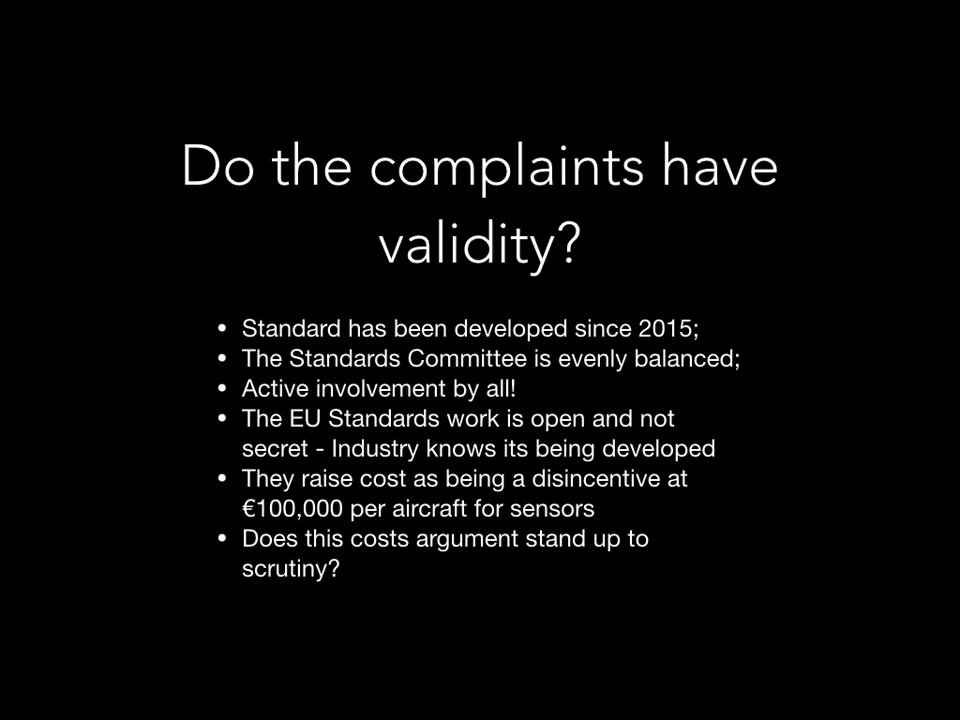 Do the complaints have
validity?
• Standard has been developed since 2015;
• The Standards Committee is evenly balanced;
• Active involvement by all!
• The EU Standards work is open and not
secret - Industry knows its being developed
• They raise cost as being a disincentive at
€100,000 per aircraft for sensors
• Does this costs argument stand up to
scrutiny?